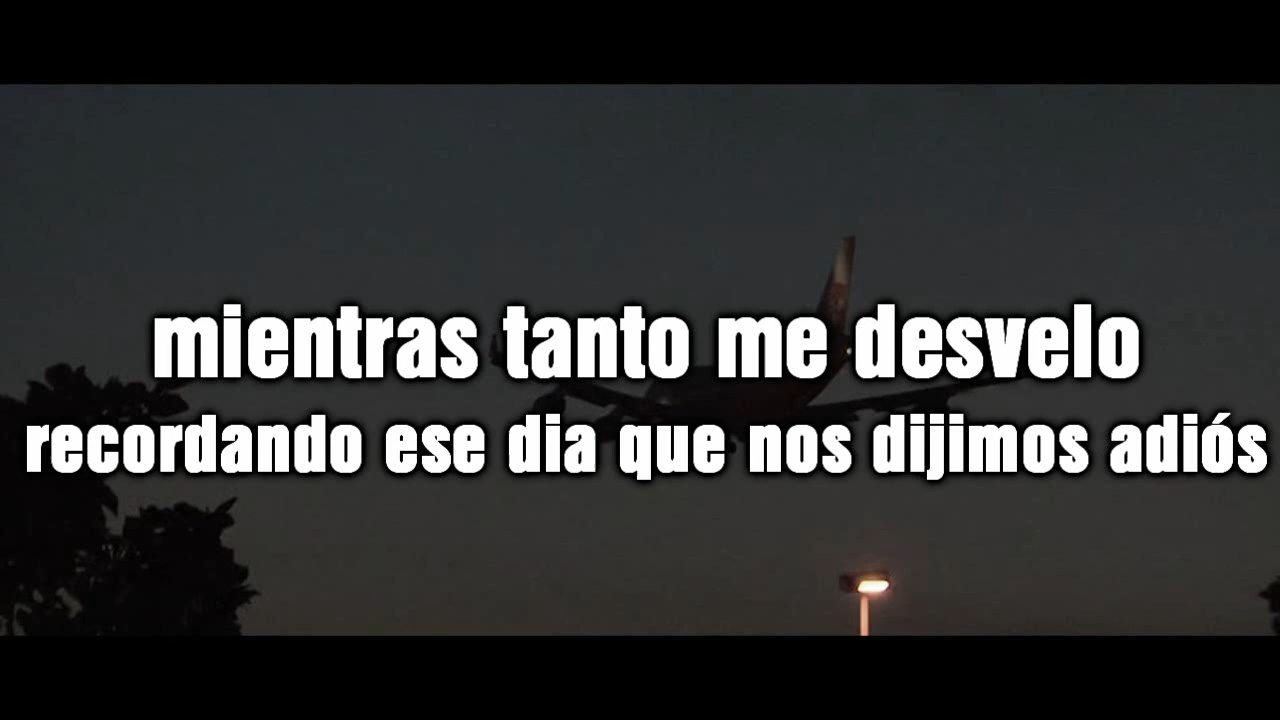 mientras tanto me desvelo
recordando ese dia que nos dijimos adiós